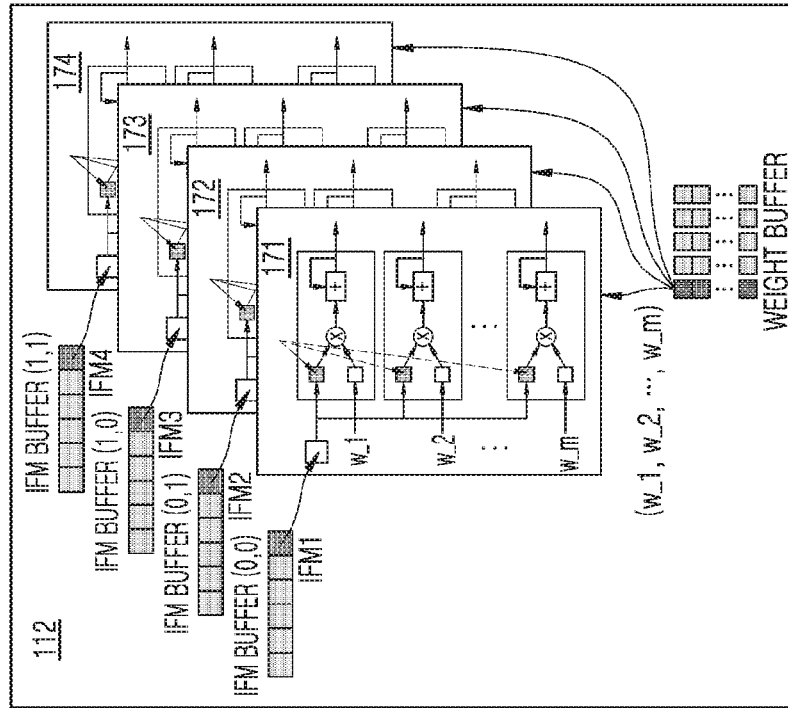 112
IFM BUFFER (1,1)
IFM4
174
IFM BUFFER (1,0)
IFM3
173
IFM BUFFER (0,1)
IFM2
172
IFM BUFFER (0,0)
IFM1
171
w_1
X
+
w_2
X
+
...
...
w_m
X
+
(w_1, w_2, ..., w_m)
...
...
...
...
...
WEIGHT BUFFER